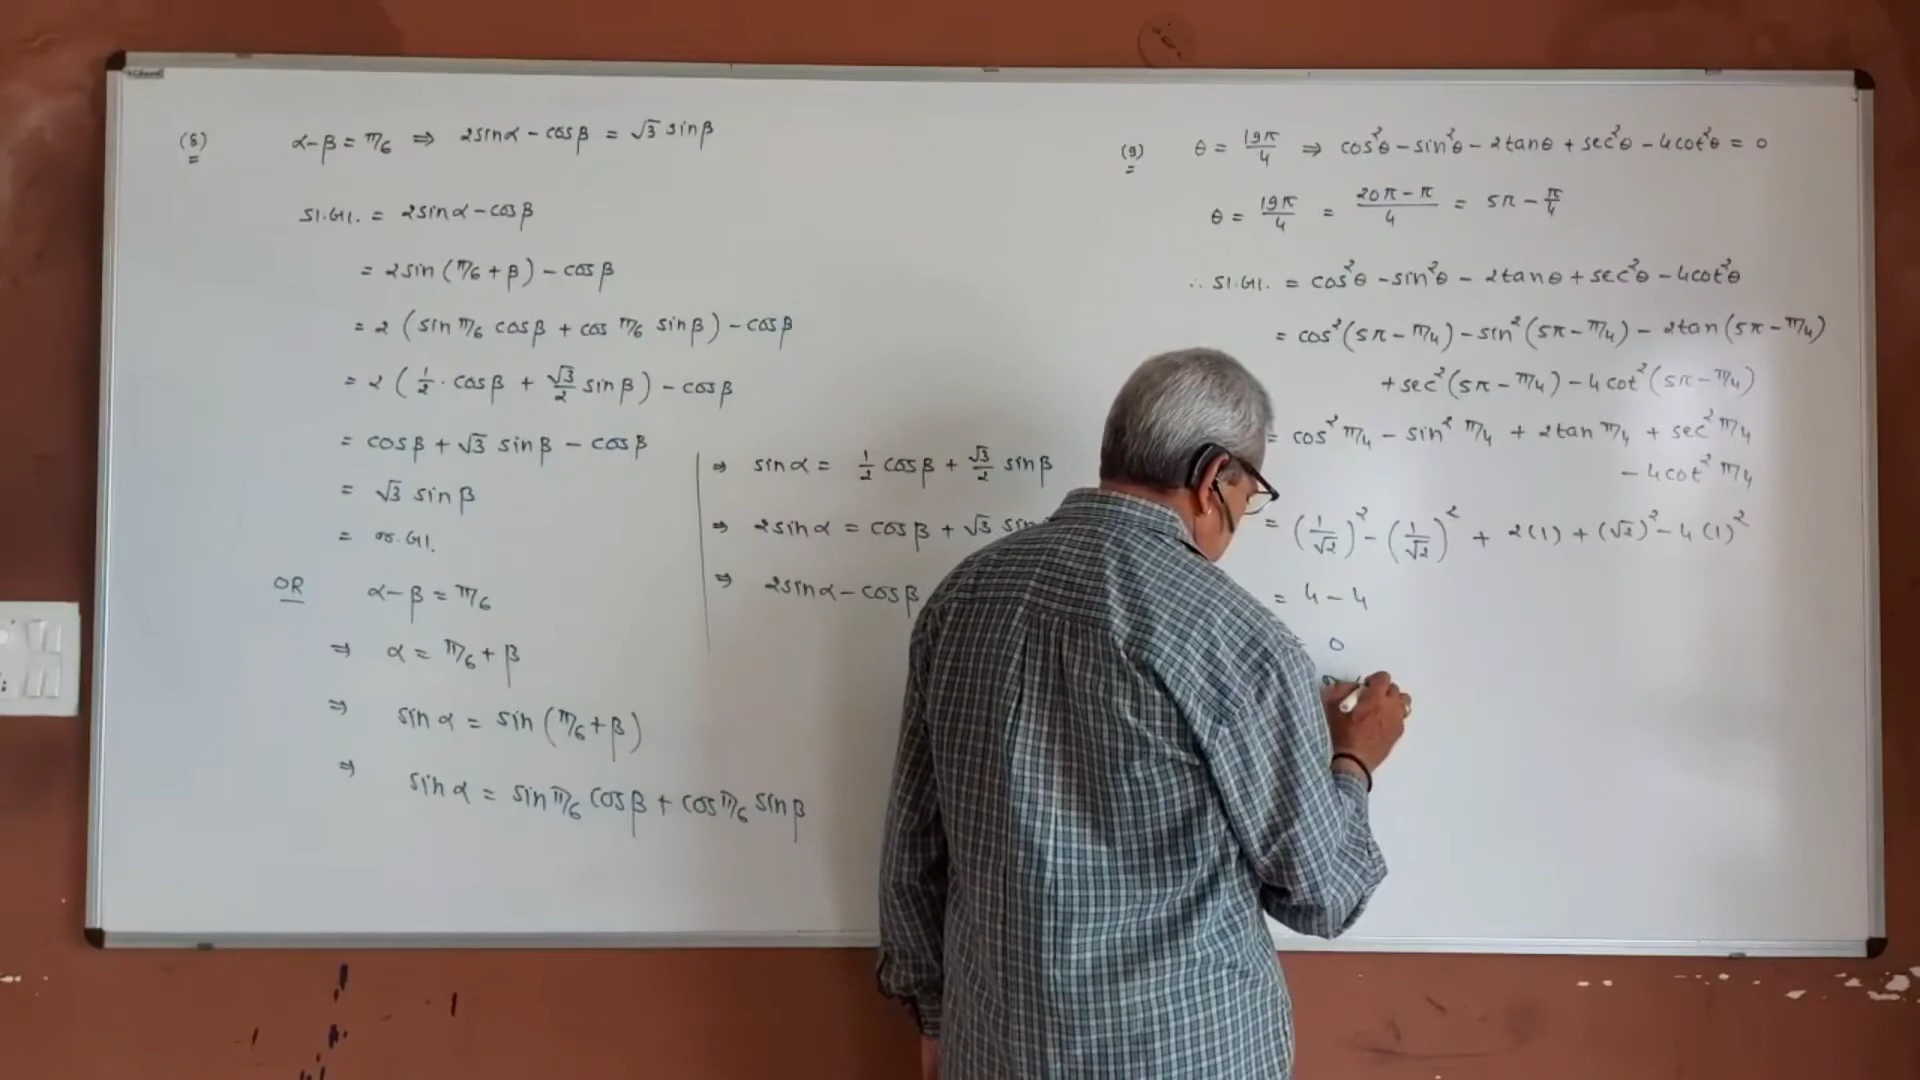 (8) α-β = π/6 ⇒ 2sinα - cosβ = √3 sinβ
ડા.બા. = 2sinα - cosβ
= 2sin(π/6 + β) - cosβ
= 2 (sin π/6 cosβ + cos π/6 sinβ) - cosβ
= 2 (1/2 · cosβ + √3/2 sinβ) - cosβ
= cosβ + √3 sinβ - cosβ
= √3 sinβ
= જ.બા.
OR α-β = π/6
⇒ α = π/6 + β
⇒ sinα = sin (π/6 + β)
⇒ sinα = sin π/6 cosβ + cos π/6 sinβ
⇒ sinα = 1/2 cosβ + √3/2 sinβ
⇒ 2sinα = cosβ + √3 sin
⇒ 2sinα - cosβ
(9) θ = 19π/4 ⇒ cos²θ - sin²θ - 2tanθ + sec²θ - 4cot²θ = 0
θ = 19π/4 = 20π - π/4 = 5π - π/4
∴ ડા.બા. = cos²θ - sin²θ - 2tanθ + sec²θ - 4cot²θ
= cos²(5π - π/4) - sin²(5π - π/4) - 2tan(5π - π/4)
+ sec²(5π - π/4) - 4cot²(5π - π/4)
= cos² π/4 - sin² π/4 + 2tan π/4 + sec² π/4
- 4cot² π/4
= (1/√2)² - (1/√2)² + 2(1) + (√2)² - 4(1)²
= 4 - 4
0